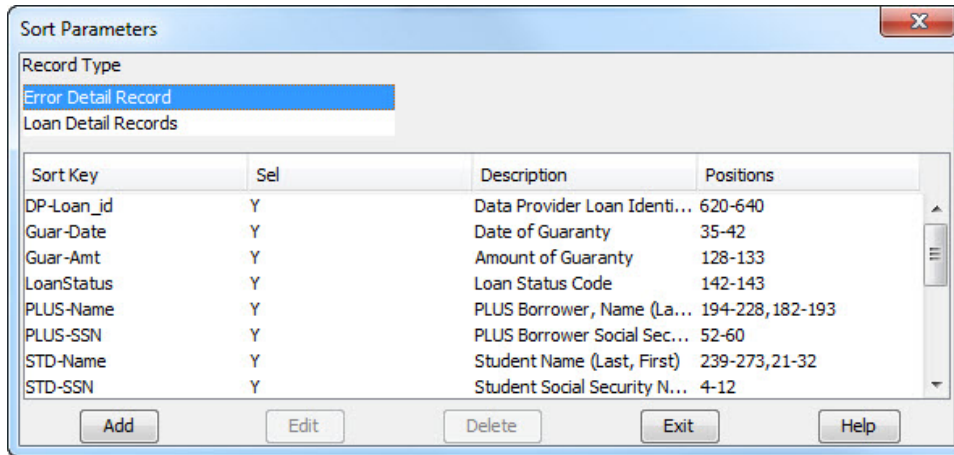 Sort Parameters
Record Type
Error Detail Record
Loan Detail Records
Sort Key Sel Description Positions
DP-Loan_id Y Data Provider Loan Identi... 620-640
Guar-Date Y Date of Guaranty 35-42
Guar-Amt Y Amount of Guaranty 128-133
LoanStatus Y Loan Status Code 142-143
PLUS-Name Y PLUS Borrower, Name (La... 194-228,182-193
PLUS-SSN Y PLUS Borrower Social Sec... 52-60
STD-Name Y Student Name (Last, First) 239-273,21-32
STD-SSN Y Student Social Security N... 4-12
Add Edit Delete Exit Help